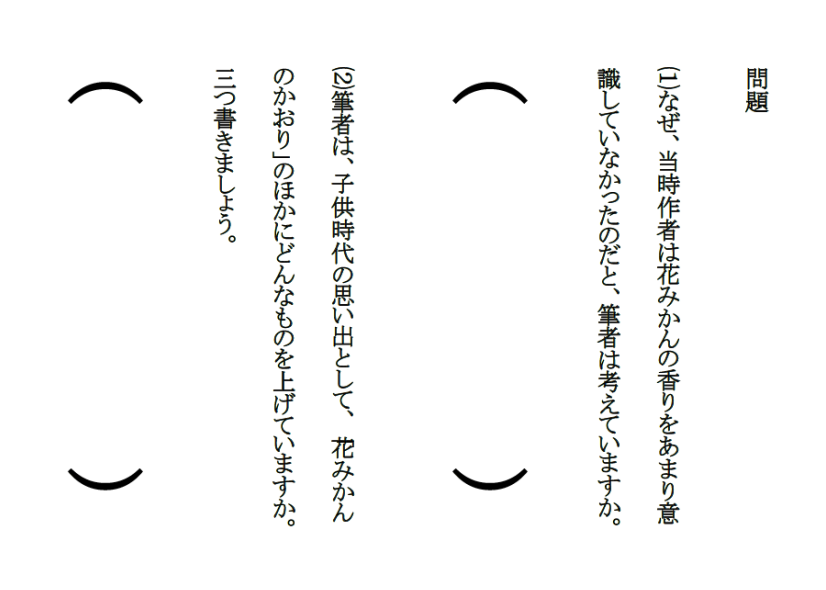 問題
(1)なぜ、当時作者は花みかんの香りをあまり意
識していなかったのだと、筆者は考えていますか。
(　　　)
(2)筆者は、子供時代の思い出として、「花みかん
のかおり」のほかにどんなものを上げていますか。
三つ書きましょう。
(　　　)